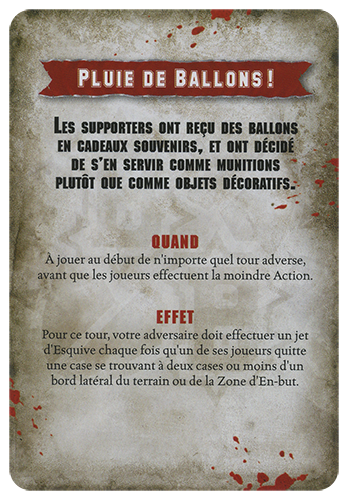 PLUIE DE BALLONS !
LES SUPPORTERS ONT REÇU DES BALLONS
EN CADEAUX SOUVENIRS, ET ONT DÉCIDÉ
DE S'EN SERVIR COMME MUNITIONS
PLUTÔT QUE COMME OBJETS DÉCORATIFS.
QUAND
À jouer au début de n'importe quel tour adverse,
avant que les joueurs effectuent la moindre Action.
EFFET
Pour ce tour, votre adversaire doit effectuer un jet
d'Esquive chaque fois qu'un de ses joueurs quitte
une case se trouvant à deux cases ou moins d'un
bord latéral du terrain ou de la Zone d'En-but.